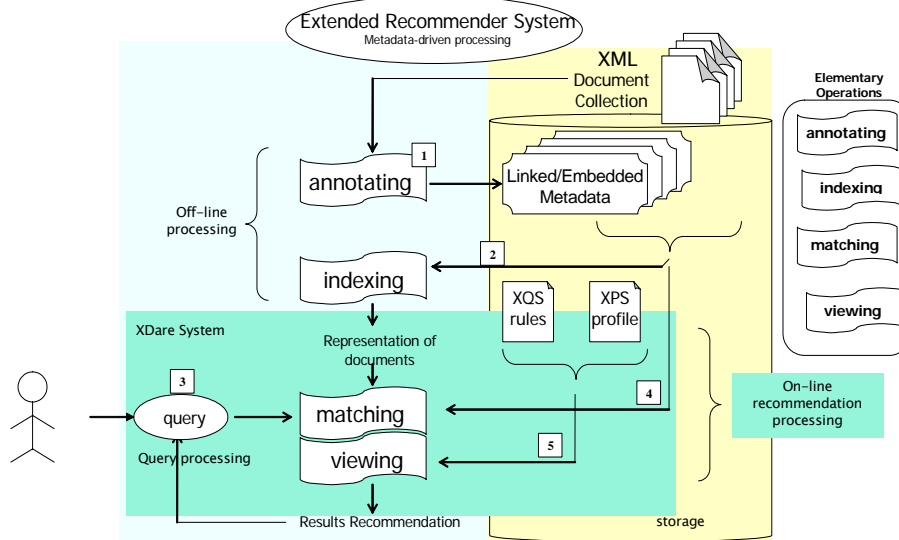 Extended Recommender System
Metadata-driven processing
XML
Document
Collection
Elementary
Operations
annotating
indexing
matching
viewing
1
annotating
Linked/Embedded
Metadata
Off-line
processing
2
indexing
XQS
rules
XPS
profile
XDare System
Representation of
documents
3
query
Query processing
matching
4
viewing
5
On-line
recommendation
processing
Results Recommendation
storage